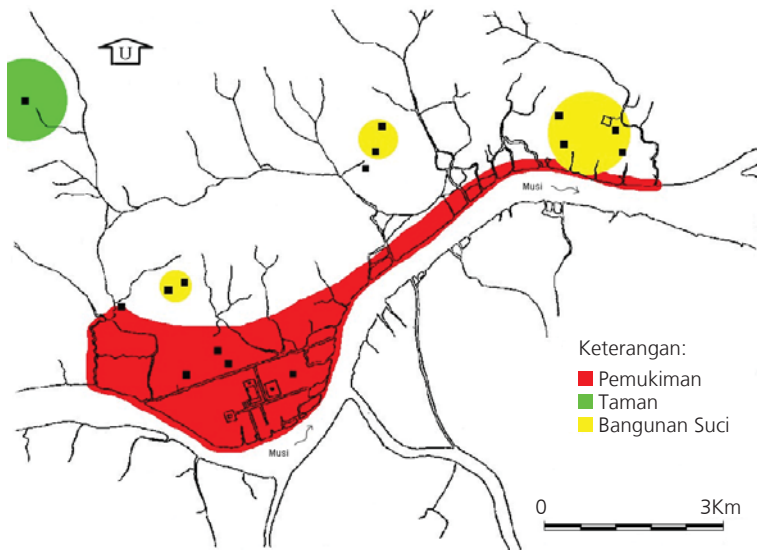 U
Musi
Musi
Keterangan:
Pemukiman
Taman
Bangunan Suci
0 3Km